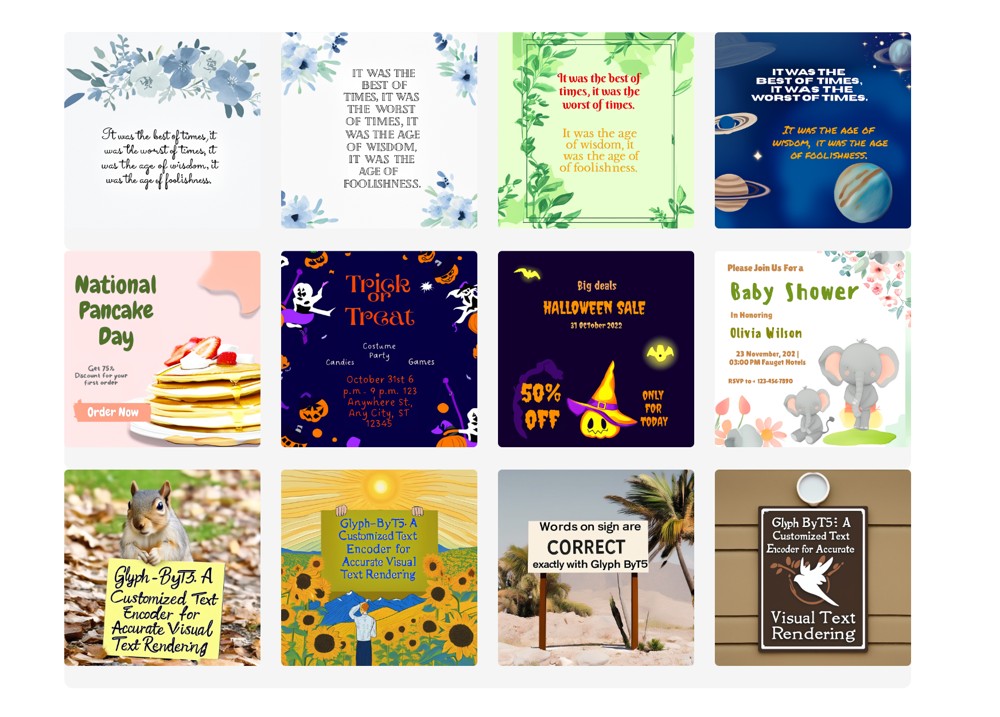 It was the best of times, it
was the worst of times, it
was the age of wisdom, it
was the age of foolishness.
IT WAS THE
BEST OF
TIMES, IT WAS
THE WORST
OF TIMES, IT
WAS THE AGE
OF WISDOM,
IT WAS THE
AGE OF
FOOLISHNESS.
It was the best of
times, it was the
worst of times.
It was the age
of wisdom, it
was the age of
of foolishness.
IT WAS THE
BEST OF TIMES,
IT WAS THE
WORST OF TIMES.
IT WAS THE AGE OF
WISDOM, IT WAS THE AGE
OF FOOLISHNESS.
National
Pancake
Day
Get 75%
Discount for your
first order
Order Now
Trick
or
Treat
Costume
Party
Candies
Games
October 31st 6
p.m. 9 p.m. 123
Anywhere St.,
Any City, ST
12345
Big deals
HALLOWEEN SALE
31 October 2022
50%
OFF
ONLY
FOR
TODAY
Please Join Us For a
Baby Shower
In Honoring
Olivia Wilson
23 November, 202|
03:00 PM Fauget Hotels
RSVP to + 123-456-7890
Glyph-ByT5: A
Customized Text
Encoder for
Accurate Visual
Text Rendering
Glyph-ByT5: A
Customized Text
Encoder for
Accurate Visual
Text Rendering
Words on sign are
CORRECT
exactly with Glyph ByT5
Glyph ByT5: A
Customized Text
Encoder for Accurate
Visual Text
Rendering